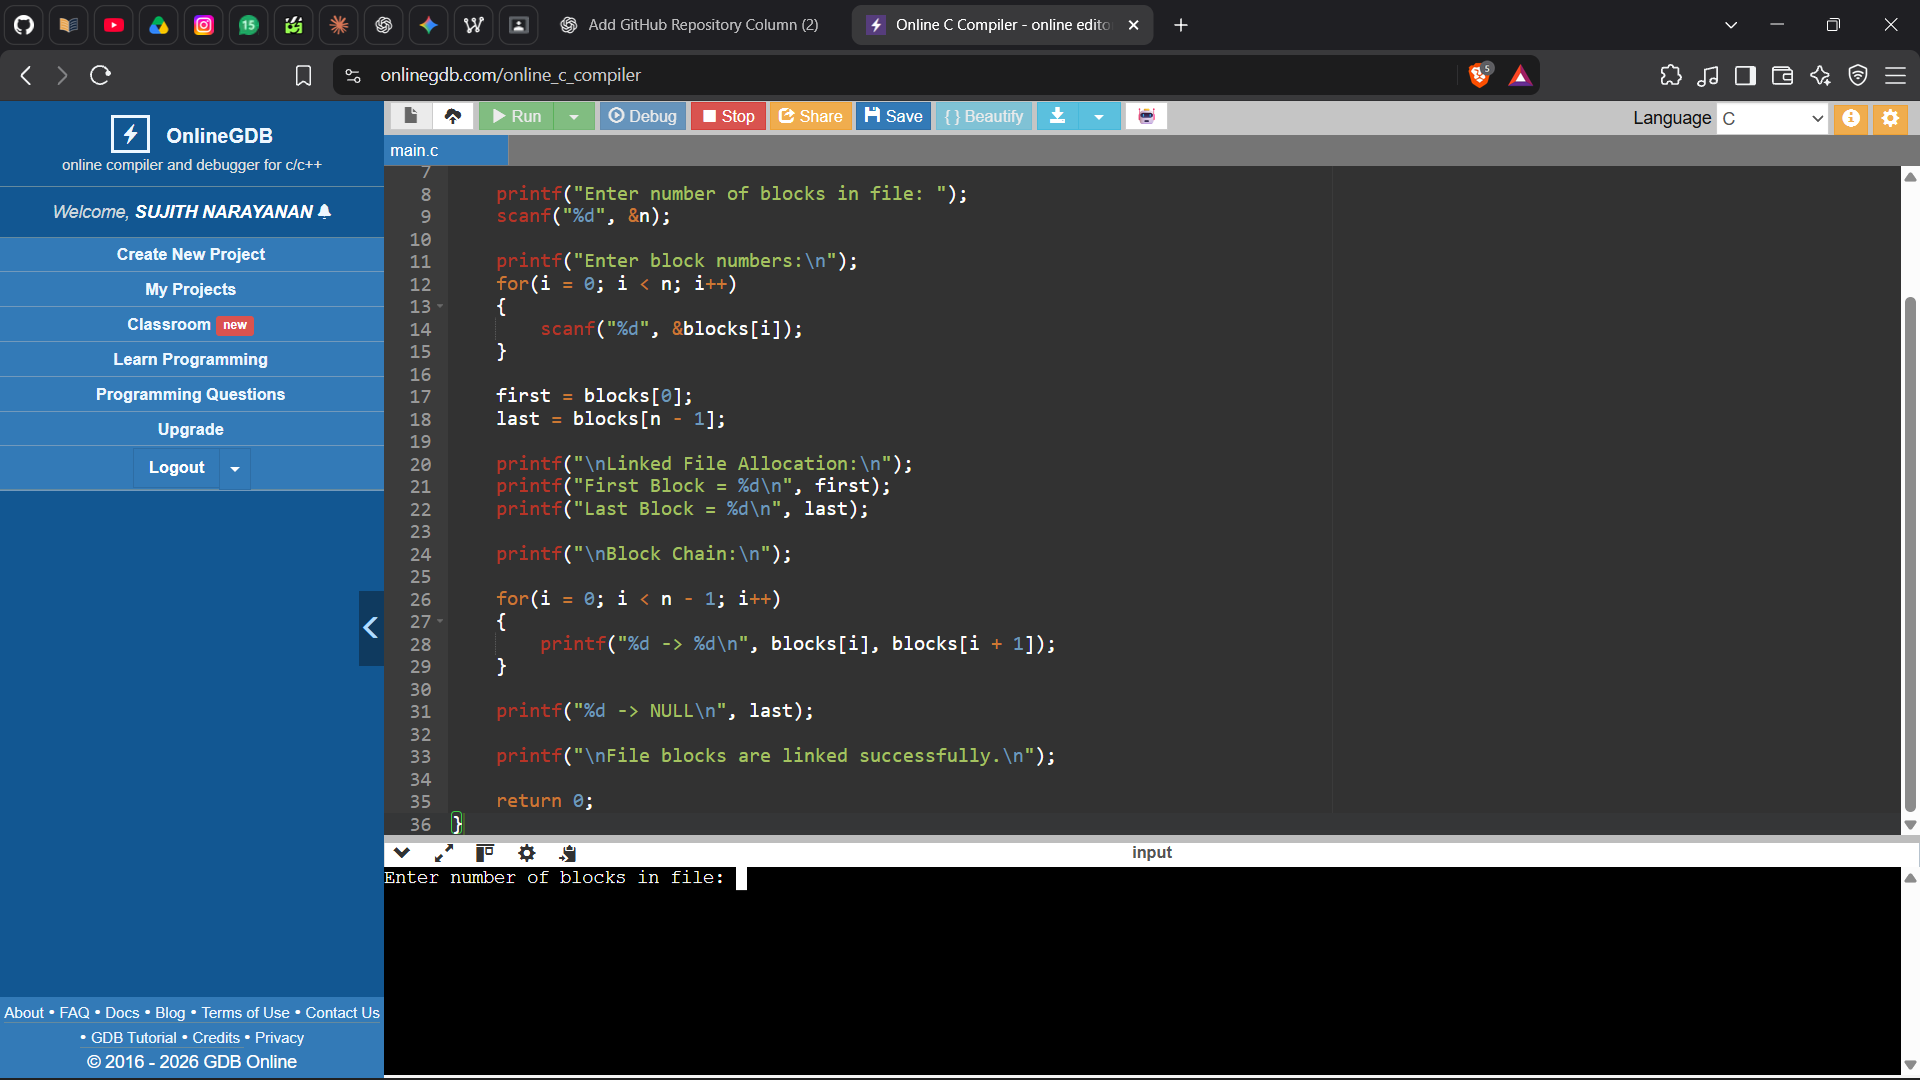 15
Add GitHub Repository Column (2)
Online C Compiler - online edito
onlinegdb.com/online_c_compiler
5
OnlineGDB
online compiler and debugger for c/c++
Welcome, SUJITH NARAYANAN
Create New Project
My Projects
Classroom new
Learn Programming
Programming Questions
Upgrade
Logout
About • FAQ • Docs • Blog • Terms of Use • Contact Us
• GDB Tutorial • Credits • Privacy
© 2016 - 2026 GDB Online
Run Debug Stop Share Save {} Beautify Language C
main.c
7
8 printf("Enter number of blocks in file: ");
9 scanf("%d", &n);
10
11 printf("Enter block numbers:\n");
12 for(i = 0; i < n; i++)
13 {
14 scanf("%d", &blocks[i]);
15 }
16
17 first = blocks[0];
18 last = blocks[n - 1];
19
20 printf("\nLinked File Allocation:\n");
21 printf("First Block = %d\n", first);
22 printf("Last Block = %d\n", last);
23
24 printf("\nBlock Chain:\n");
25
26 for(i = 0; i < n - 1; i++)
27 {
28 printf("%d -> %d\n", blocks[i], blocks[i + 1]);
29 }
30
31 printf("%d -> NULL\n", last);
32
33 printf("\nFile blocks are linked successfully.\n");
34
35 return 0;
36 }
input
Enter number of blocks in file: